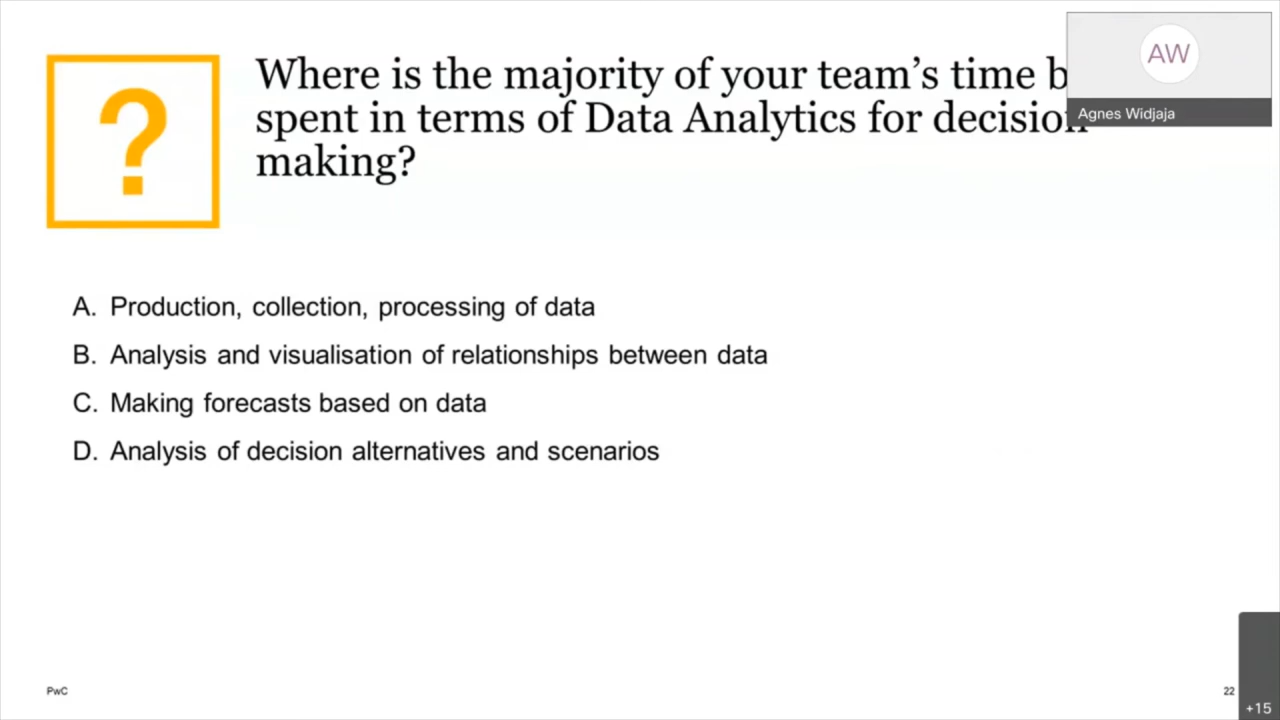 ?
Where is the majority of your team's time
spent in terms of Data Analytics for decision
making?
AW
Agnes Widjaja
A. Production, collection, processing of data
B. Analysis and visualisation of relationships between data
C. Making forecasts based on data
D. Analysis of decision alternatives and scenarios
PwC
22
+15